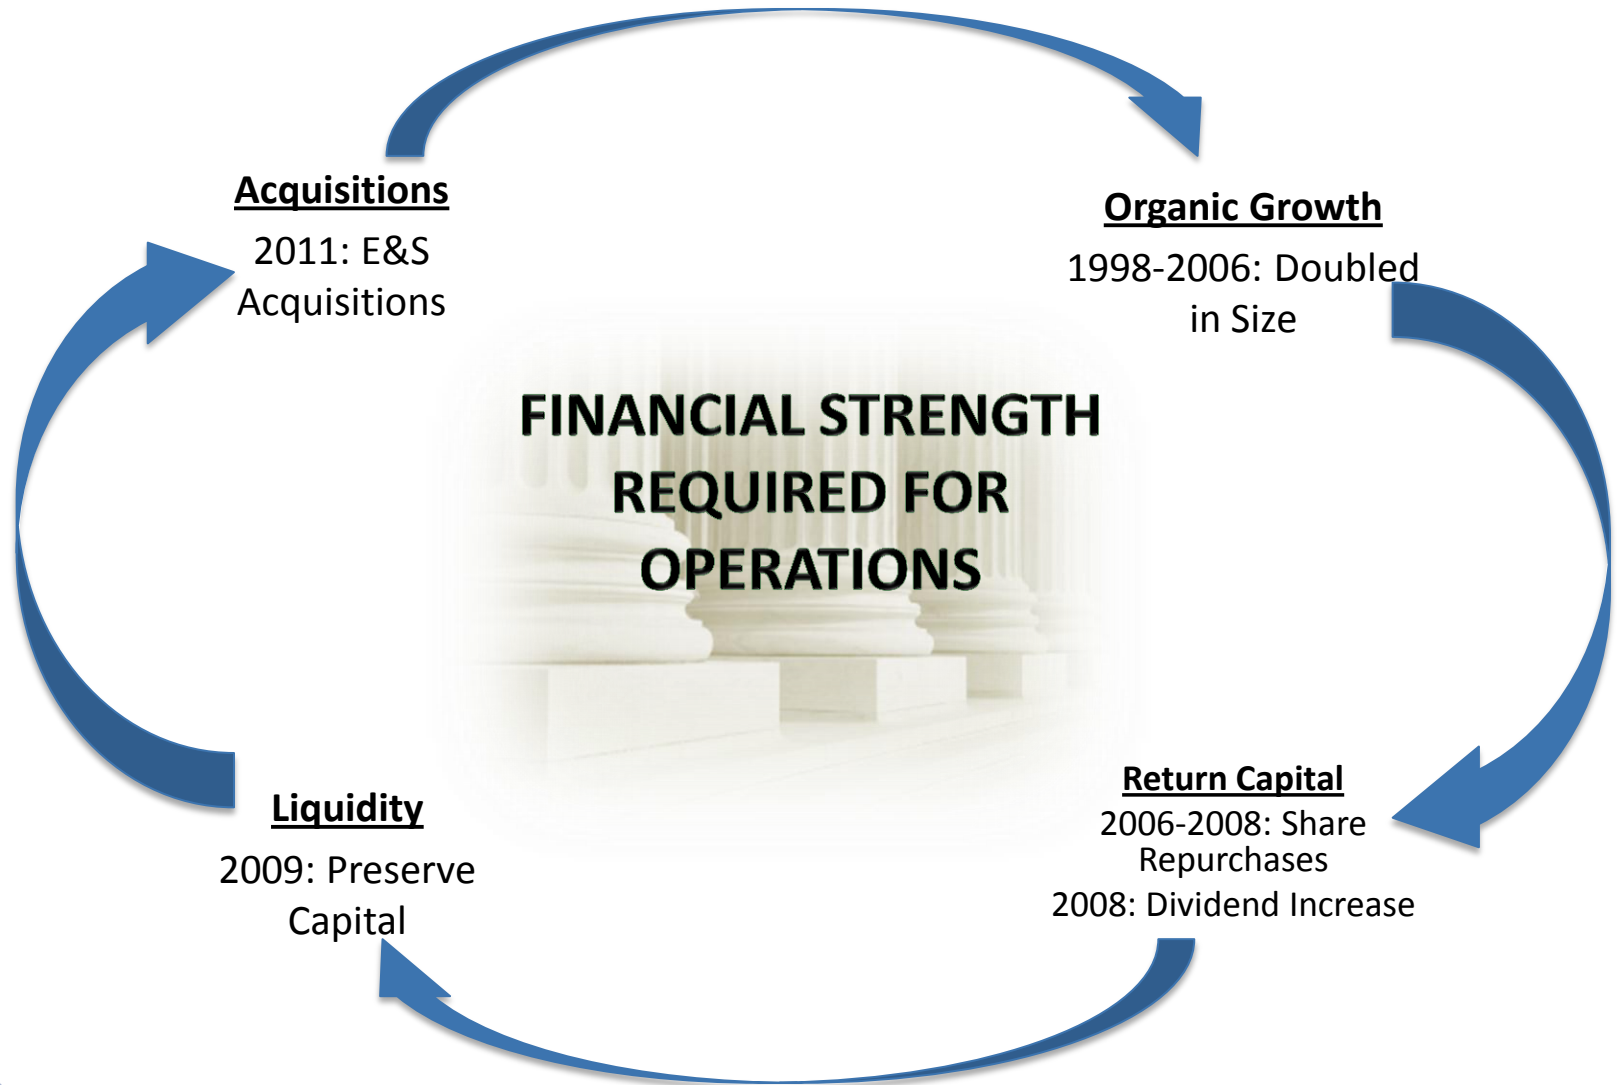 Acquisitions
2011: E&S
Acquisitions
Organic Growth
1998-2006: Doubled
in Size
FINANCIAL STRENGTH
REQUIRED FOR
OPERATIONS
Return Capital
2006-2008: Share
Repurchases
2008: Dividend Increase
Liquidity
2009: Preserve
Capital